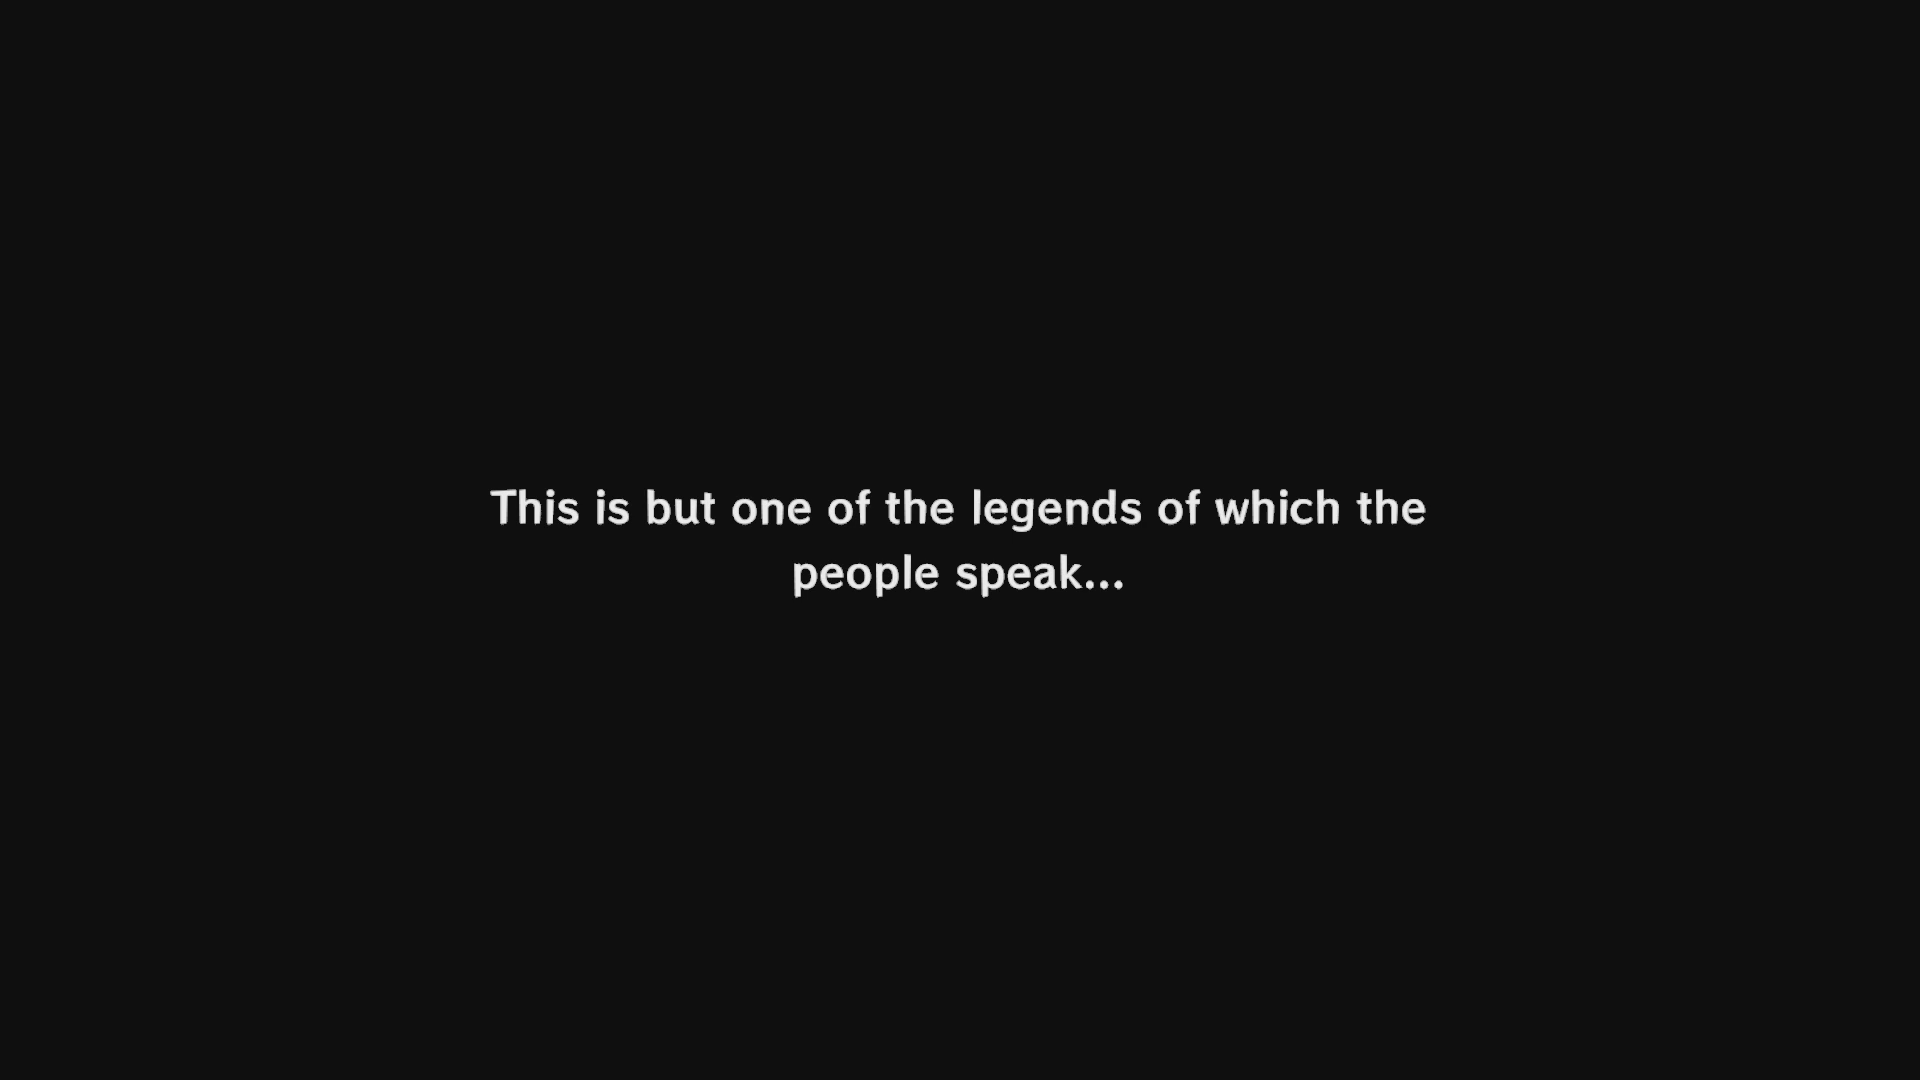 This is but one of the legends of which the
people speak...